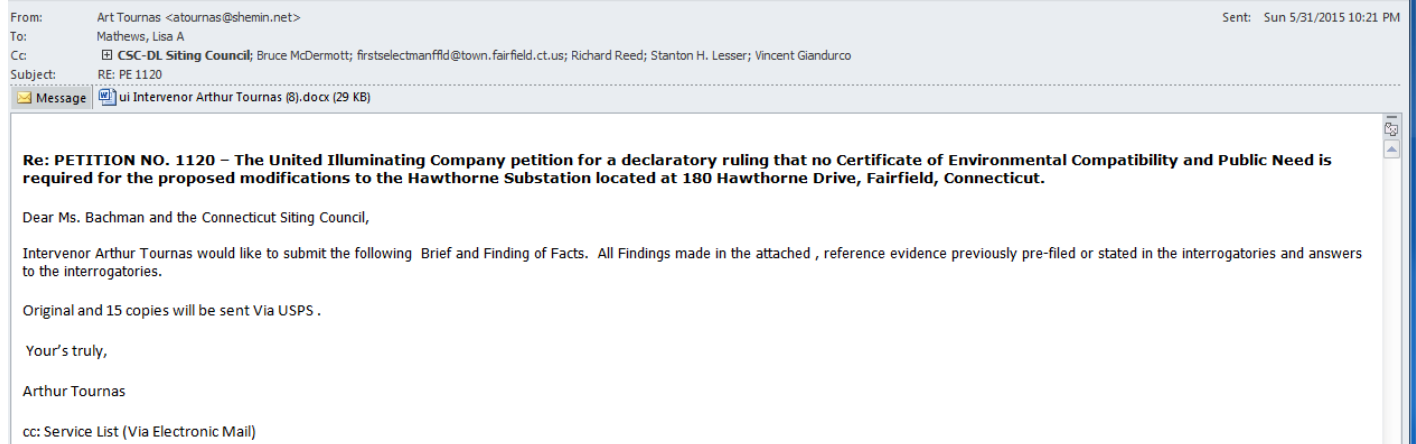 From: Art Tournas <atournas@shemin.net> Sent: Sun 5/31/2015 10:21 PM
To: Mathews, Lisa A
Cc: CSC-DL Siting Council; Bruce McDermott; firstselectmanffld@town.fairfield.ct.us; Richard Reed; Stanton H. Lesser; Vincent Giandurco
Subject: RE: PE 1120
Message ui Intervenor Arthur Tournas (8).docx (29 KB)
Re: PETITION NO. 1120 – The United Illuminating Company petition for a declaratory ruling that no Certificate of Environmental Compatibility and Public Need is
required for the proposed modifications to the Hawthorne Substation located at 180 Hawthorne Drive, Fairfield, Connecticut.
Dear Ms. Bachman and the Connecticut Siting Council,
Intervenor Arthur Tournas would like to submit the following  Brief and Finding of Facts.  All Findings made in the attached , reference evidence previously pre-filed or stated in the interrogatories and answers
to the interrogatories.
Original and 15 copies will be sent Via USPS .
Your’s truly,
Arthur Tournas
cc: Service List (Via Electronic Mail)